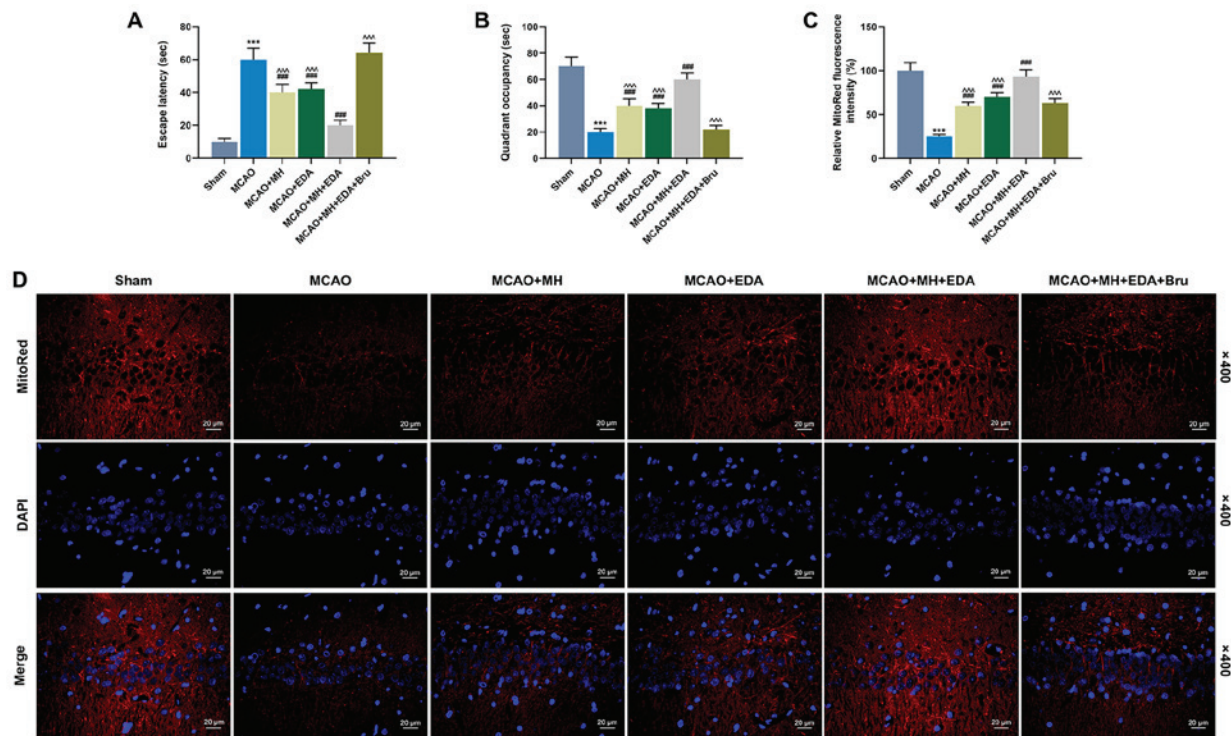 A
Escape latency (sec)
80
60
40
20
0
***
^^^
###
^^^
###
###
^^^
Sham
MCAO
MCAO+MH
MCAO+EDA
MCAO+MH+EDA
MCAO+MH+EDA+Bru
B
Quadrant occupancy (sec)
100
80
60
40
20
0
***
^^^
###
^^^
###
###
^^^
Sham
MCAO
MCAO+MH
MCAO+EDA
MCAO+MH+EDA
MCAO+MH+EDA+Bru
C
Relative MitoRed fluorescence
intensity (%)
150
100
50
0
***
^^^
###
^^^
###
###
^^^
Sham
MCAO
MCAO+MH
MCAO+EDA
MCAO+MH+EDA
MCAO+MH+EDA+Bru
D
Sham MCAO MCAO+MH MCAO+EDA MCAO+MH+EDA MCAO+MH+EDA+Bru
MitoRed
20 µm 20 µm 20 µm 20 µm 20 µm 20 µm
×400
DAPI
20 µm 20 µm 20 µm 20 µm 20 µm 20 µm
×400
Merge
20 µm 20 µm 20 µm 20 µm 20 µm 20 µm
×400